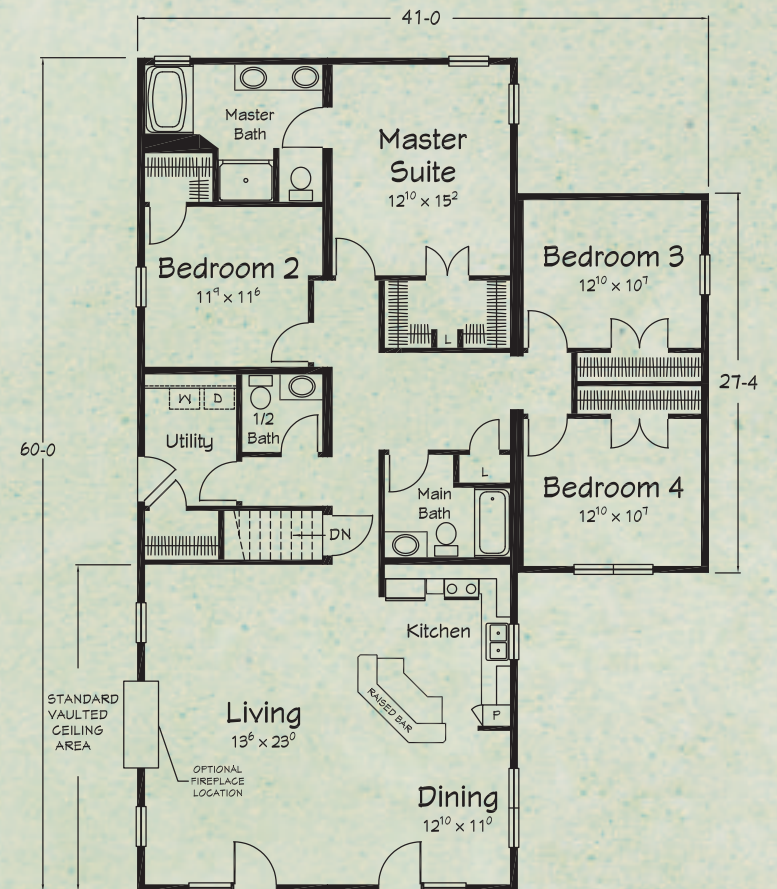 41-0
Master
Bath
Master
Suite
12¹⁰ x 15²
Bedroom 2
11⁹ x 11⁶
Bedroom 3
12¹⁰ x 10⁷
L
27-4
W D
1/2
Bath
Utility
60-0
L
Main
Bath
Bedroom 4
12¹⁰ x 10⁷
DN
Kitchen
RAISED BAR
P
STANDARD
VAULTED
CEILING
AREA
Living
13⁶ x 23⁰
OPTIONAL
FIREPLACE
LOCATION
Dining
12¹⁰ x 11⁰